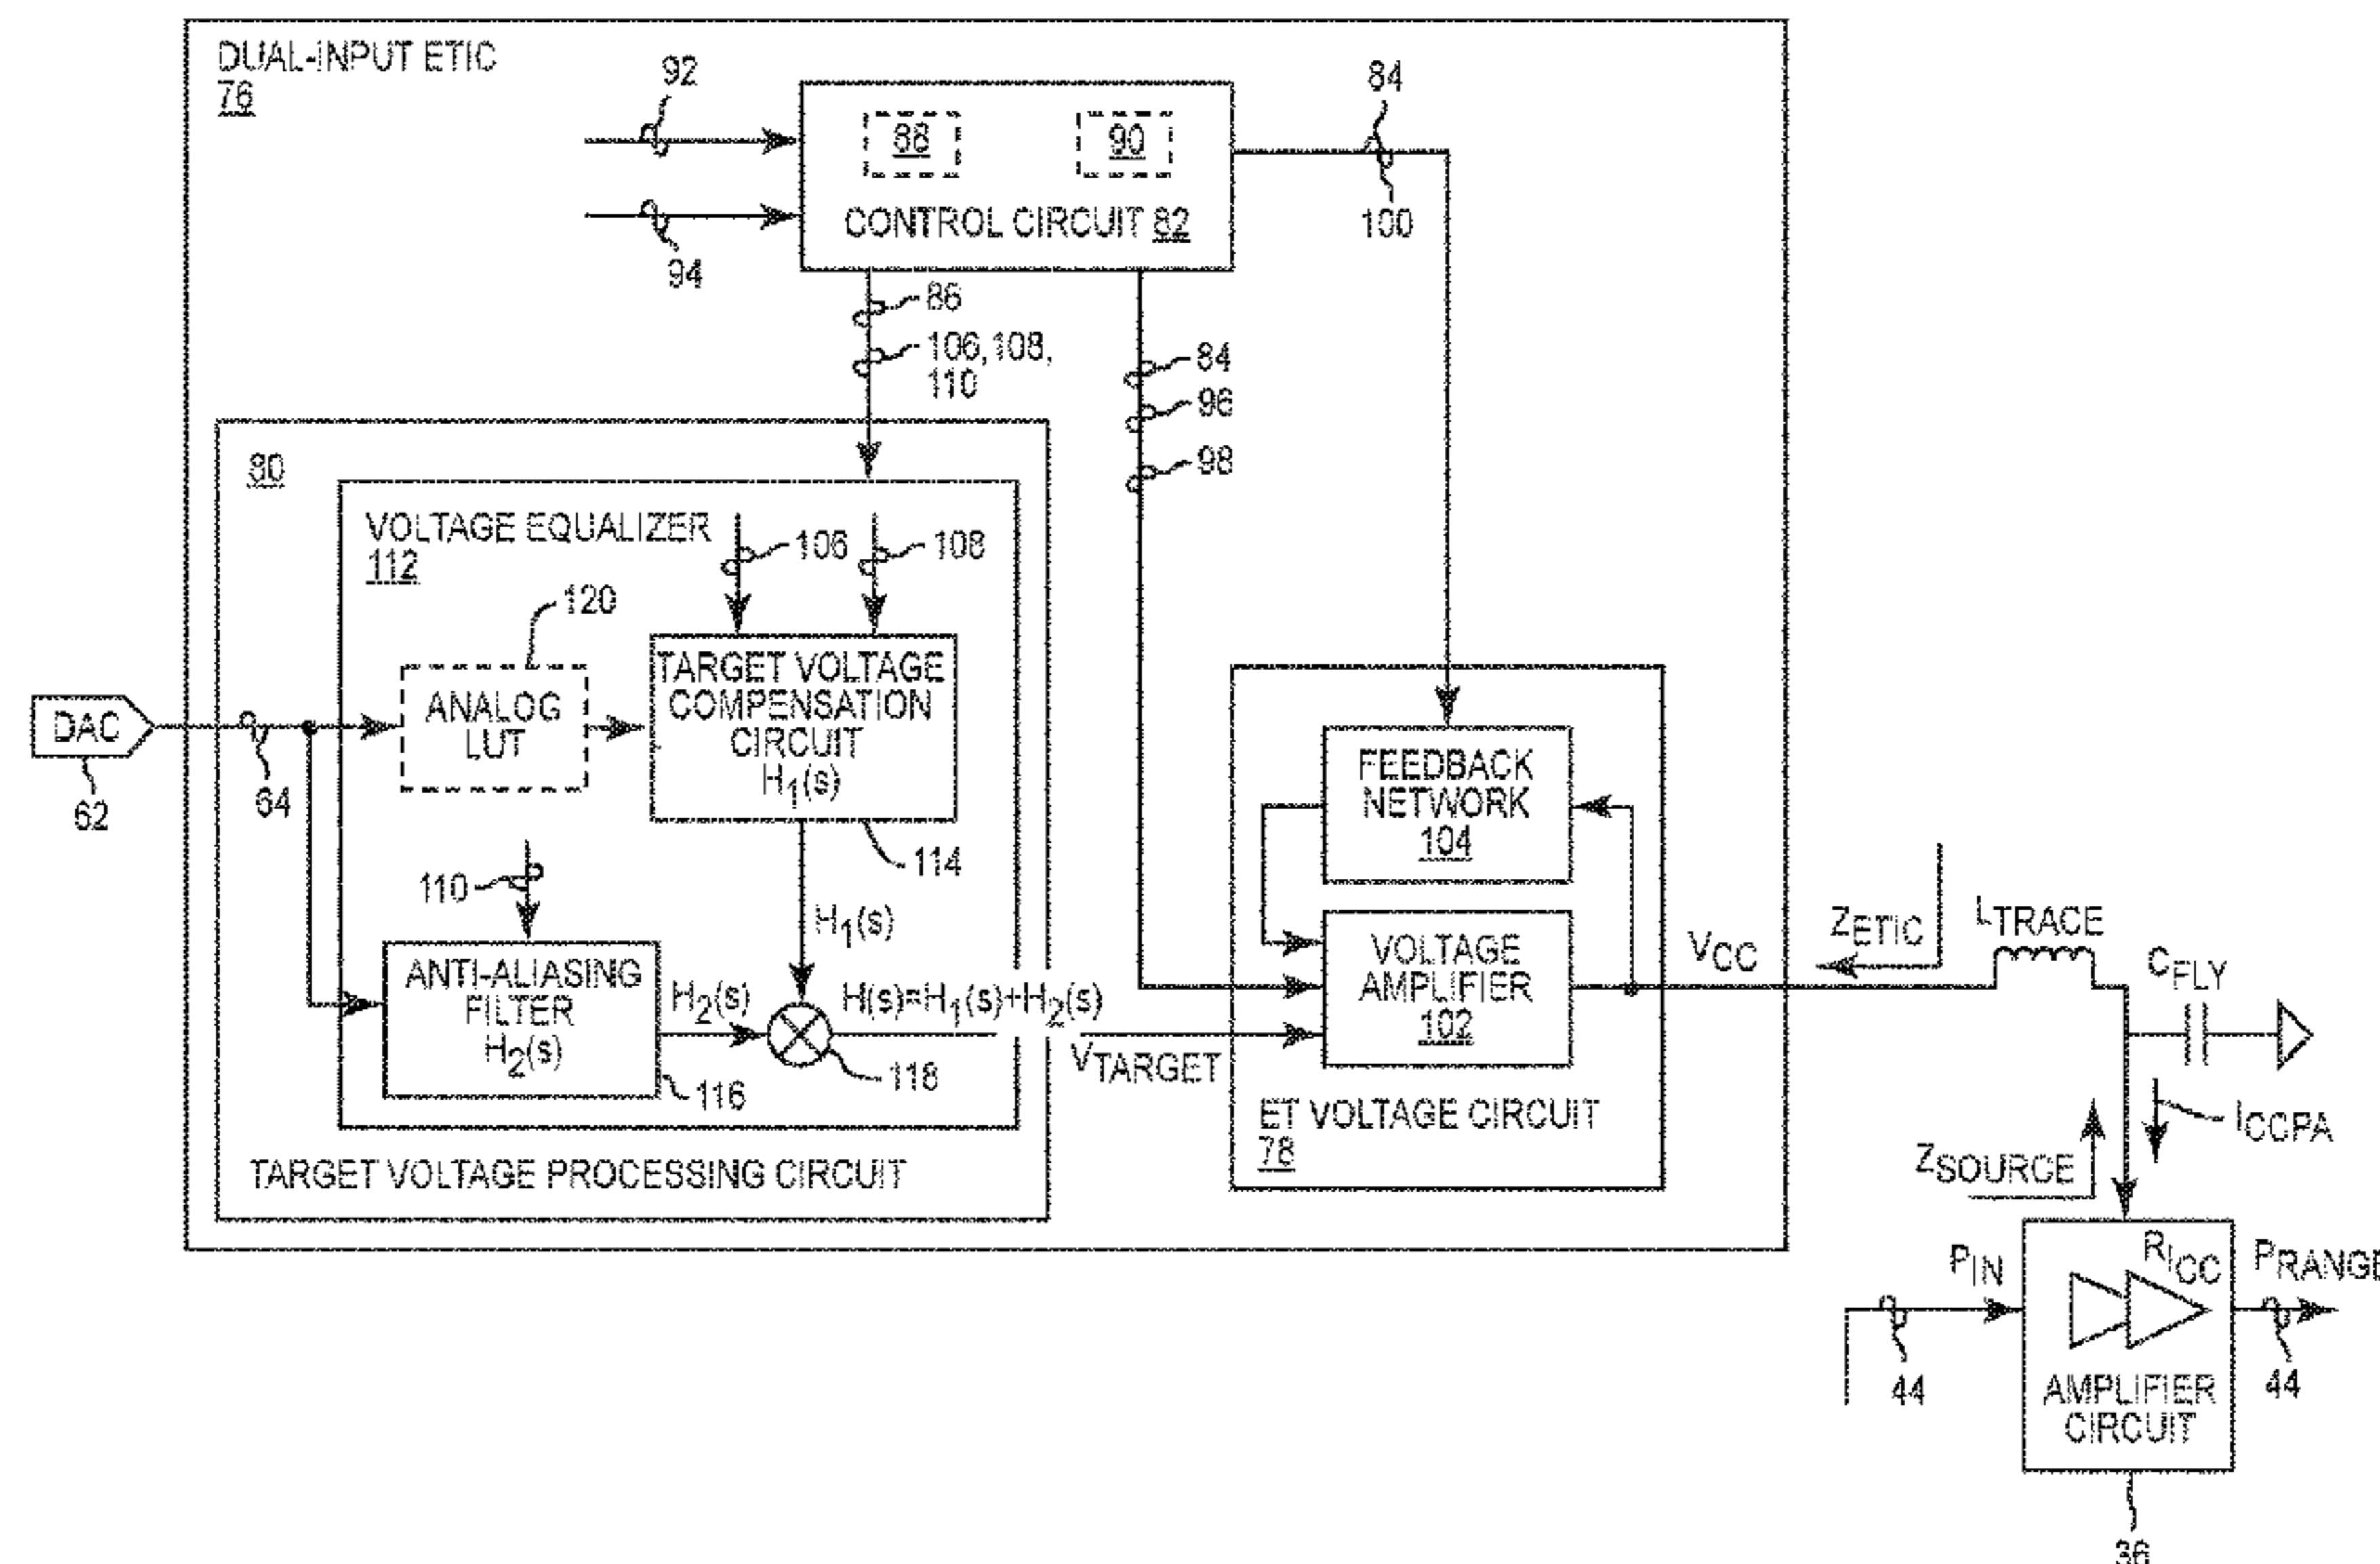 DUAL-INPUT ETIC
76
92
94
88
90
CONTROL CIRCUIT 82
84
100
86
106,108,
110
84
96
98
80
VOLTAGE EQUALIZER
112
106
108
120
ANALOG
LUT
TARGET VOLTAGE
COMPENSATION
CIRCUIT
H1(s)
114
DAC
62
64
110
ANTI-ALIASING
FILTER
H2(s)
116
H1(s)
H2(s)
H(s)=H1(s)+H2(s)
118
VTARGET
TARGET VOLTAGE PROCESSING CIRCUIT
FEEDBACK
NETWORK
104
VOLTAGE
AMPLIFIER
102
ET VOLTAGE CIRCUIT
78
VCC
ZETIC
LTRACE
CFLY
ICCPA
ZSOURCE
PIN
RICC
PRANGE
44
44
AMPLIFIER
CIRCUIT
36